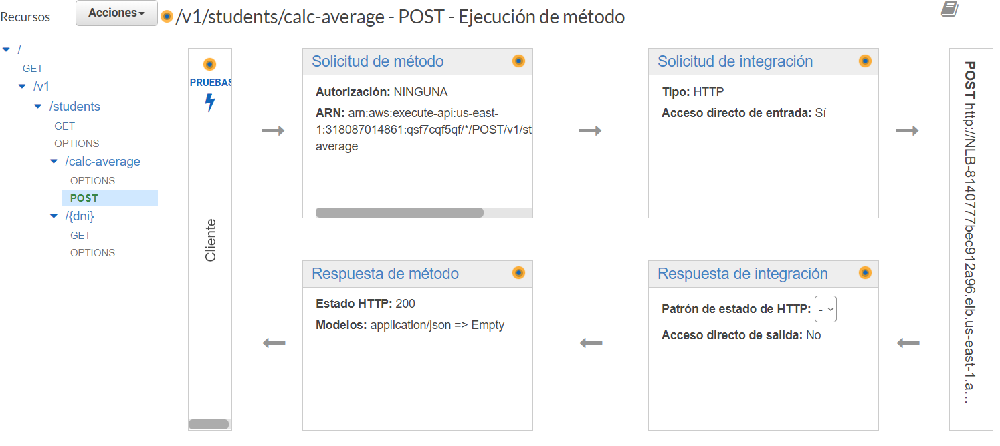 Recursos
Acciones
/v1/students/calc-average - POST - Ejecución de método
/
GET
/v1
/students
GET
OPTIONS
/calc-average
OPTIONS
POST
/{dni}
GET
OPTIONS
PRUEBAS
Cliente
Solicitud de método
Autorización: NINGUNA
ARN: arn:aws:execute-api:us-east-
1:318087014861:qsf7cqf5qf/*/POST/v1/st
average
Solicitud de integración
Tipo: HTTP
Acceso directo de entrada: Sí
Respuesta de método
Estado HTTP: 200
Modelos: application/json => Empty
Respuesta de integración
Patrón de estado de HTTP: -
Acceso directo de salida: No
POST http://NLB-8140777bec912a96.elb.us-east-1.a…